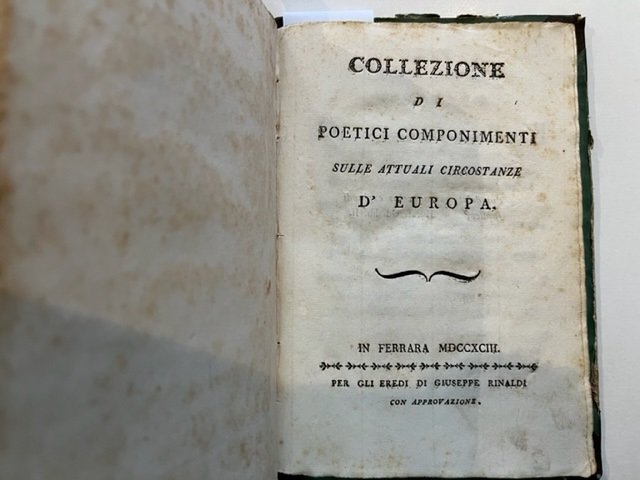 COLLEZIONE
DI
POETICI COMPONIMENTI
SULLE ATTUALI CIRCOSTANZE
D' EUROPA.
IN FERRARA MDCCXCIII.
PER GLI EREDI DI GIUSEPPE RINALDI
CON APPROVAZIONE.